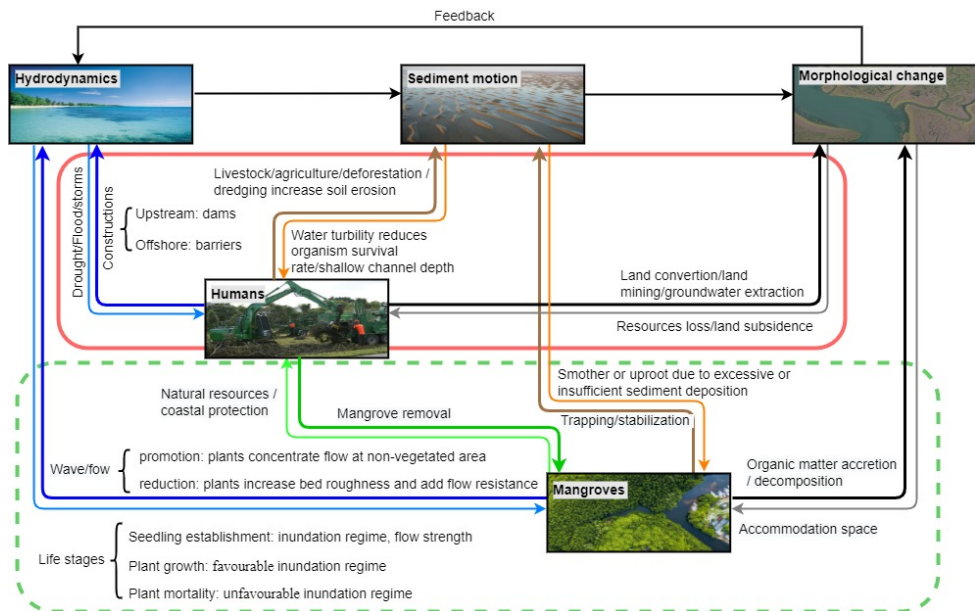 Feedback
Hydrodynamics
Sediment motion
Morphological change
Livestock/agriculture/deforestation /
dredging increase soil erosion
Drought/Flood/storms
Constructions
Upstream: dams
Offshore: barriers
Water turbility reduces
organism survival
rate/shallow channel depth
Humans
Land convertion/land
mining/groundwater extraction
Resources loss/land subsidence
Natural resources /
coastal protection
Mangrove removal
Smother or uproot due to excessive or
insufficient sediment deposition
Trapping/stabilization
Wave/fow
promotion: plants concentrate flow at non-vegetated area
reduction: plants increase bed roughness and add flow resistance
Mangroves
Organic matter accretion
/ decomposition
Accommodation space
Life stages
Seedling establishment: inundation regime, flow strength
Plant growth: favourable inundation regime
Plant mortality: unfavourable inundation regime